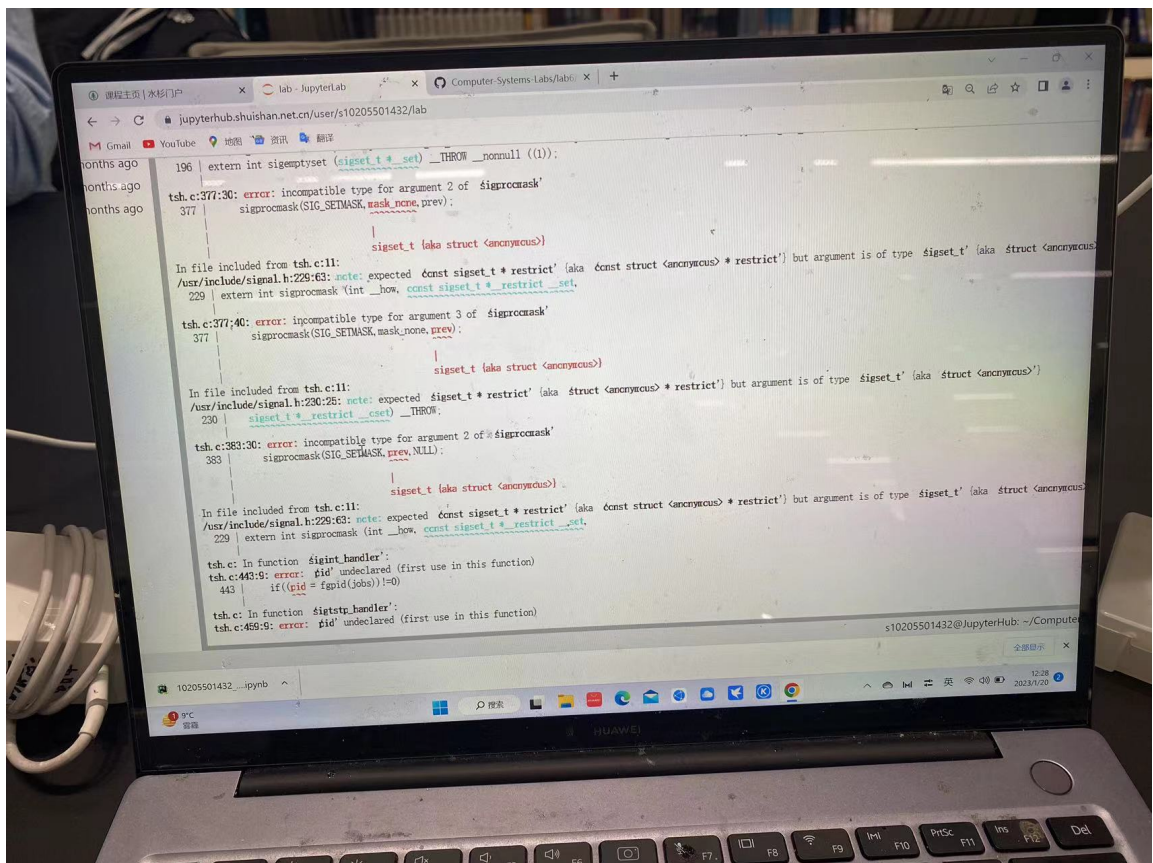 课程主页 | 水杉门户
lab - JupyterLab
Computer-Systems-Labs/lab
jupyterhub.shuishan.net.cn/user/s10205501432/lab
Gmail YouTube 地图 资讯 翻译
onths ago
onths ago
onths ago
196 | extern int sigemptyset (sigset_t *__set) __THROW __nonnull ((1));
tsh.c:377:30: error: incompatible type for argument 2 of 'sigprocmask'
377 | sigprocmask(SIG_SETMASK,mask_none,prev);
sigset_t {aka struct <anonymous>}
In file included from tsh.c:11:
/usr/include/signal.h:229:63: note: expected 'const sigset_t * restrict' {aka 'const struct <anonymous> * restrict'} but argument is of type 'sigset_t' {aka 'struct <anonymous
229 | extern int sigprocmask (int __how, const sigset_t *__restrict __set,
tsh.c:377:40: error: incompatible type for argument 3 of 'sigprocmask'
377 | sigprocmask(SIG_SETMASK,mask_none,prev);
sigset_t {aka struct <anonymous>}
In file included from tsh.c:11:
/usr/include/signal.h:230:25: note: expected 'sigset_t * restrict' {aka 'struct <anonymous> * restrict'} but argument is of type 'sigset_t' {aka 'struct <anonymous>'}
230 | sigset_t *__restrict __oset) __THROW;
tsh.c:383:30: error: incompatible type for argument 2 of 'sigprocmask'
383 | sigprocmask(SIG_SETMASK,prev,NULL);
sigset_t {aka struct <anonymous>}
In file included from tsh.c:11:
/usr/include/signal.h:229:63: note: expected 'const sigset_t * restrict' {aka 'const struct <anonymous> * restrict'} but argument is of type 'sigset_t' {aka 'struct <anonymous
229 | extern int sigprocmask (int __how, const sigset_t *__restrict __set,
tsh.c: In function 'sigint_handler':
tsh.c:443:9: error: 'pid' undeclared (first use in this function)
443 | if((pid = fgpid(jobs))!=0)
tsh.c: In function 'sigtstp_handler':
tsh.c:459:9: error: 'pid' undeclared (first use in this function)
s10205501432@JupyterHub: ~/Compute
全部显示
10205501432_...ipynb
1 9°C
雾霾
搜索
英
12:28
2023/1/20 2
HUAWEI
F6 F7 F8 F9 F10 PrtSc F11 Ins F12 Del